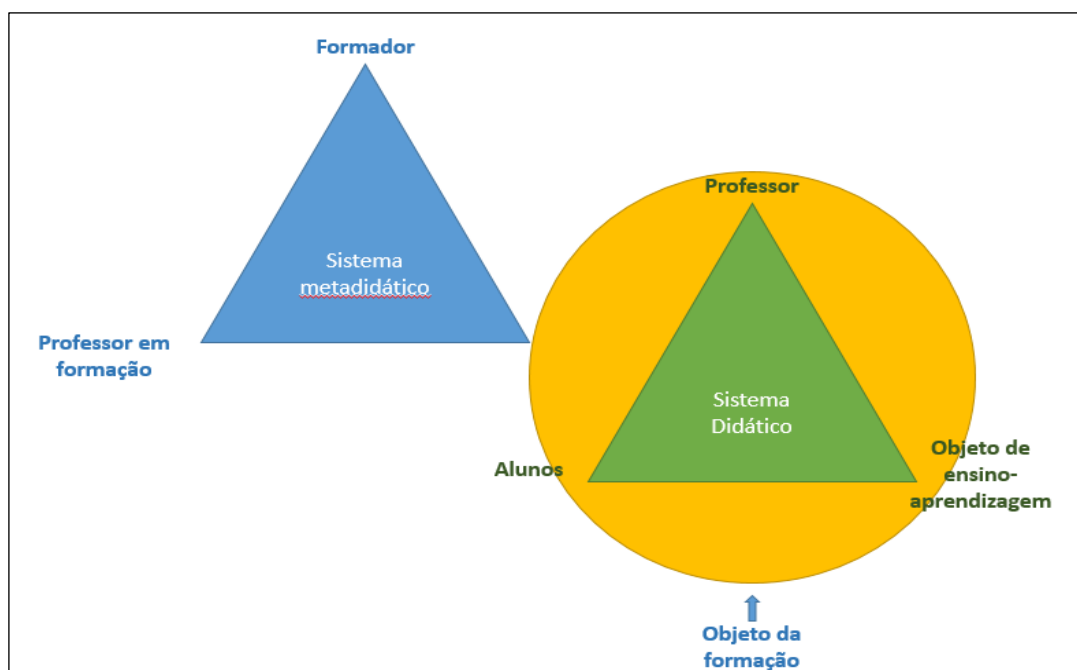 Formador
Sistema
metadidático
Professor em
formação
Professor
Sistema
Didático
Alunos
Objeto de
ensino-
aprendizagem
Objeto da
formação